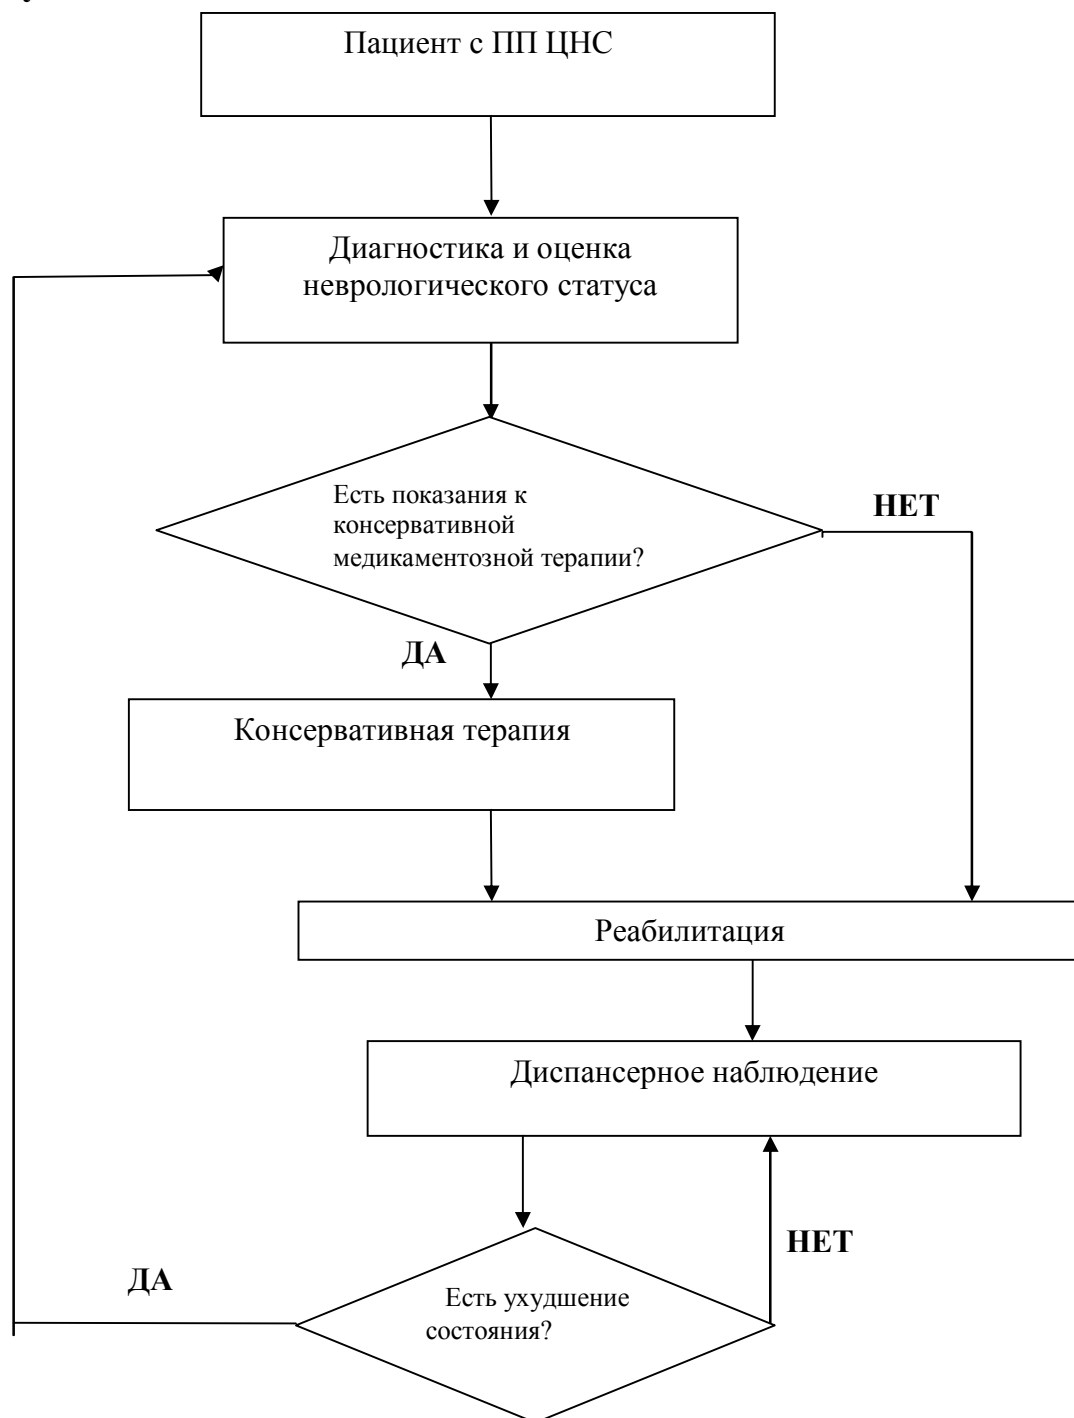 Пациент с ПП ЦНС
Диагностика и оценка
неврологического статуса
Есть показания к
консервативной
медикаментозной терапии?
НЕТ
ДА
Консервативная терапия
Реабилитация
Диспансерное наблюдение
НЕТ
ДА
Есть ухудшение
состояния?